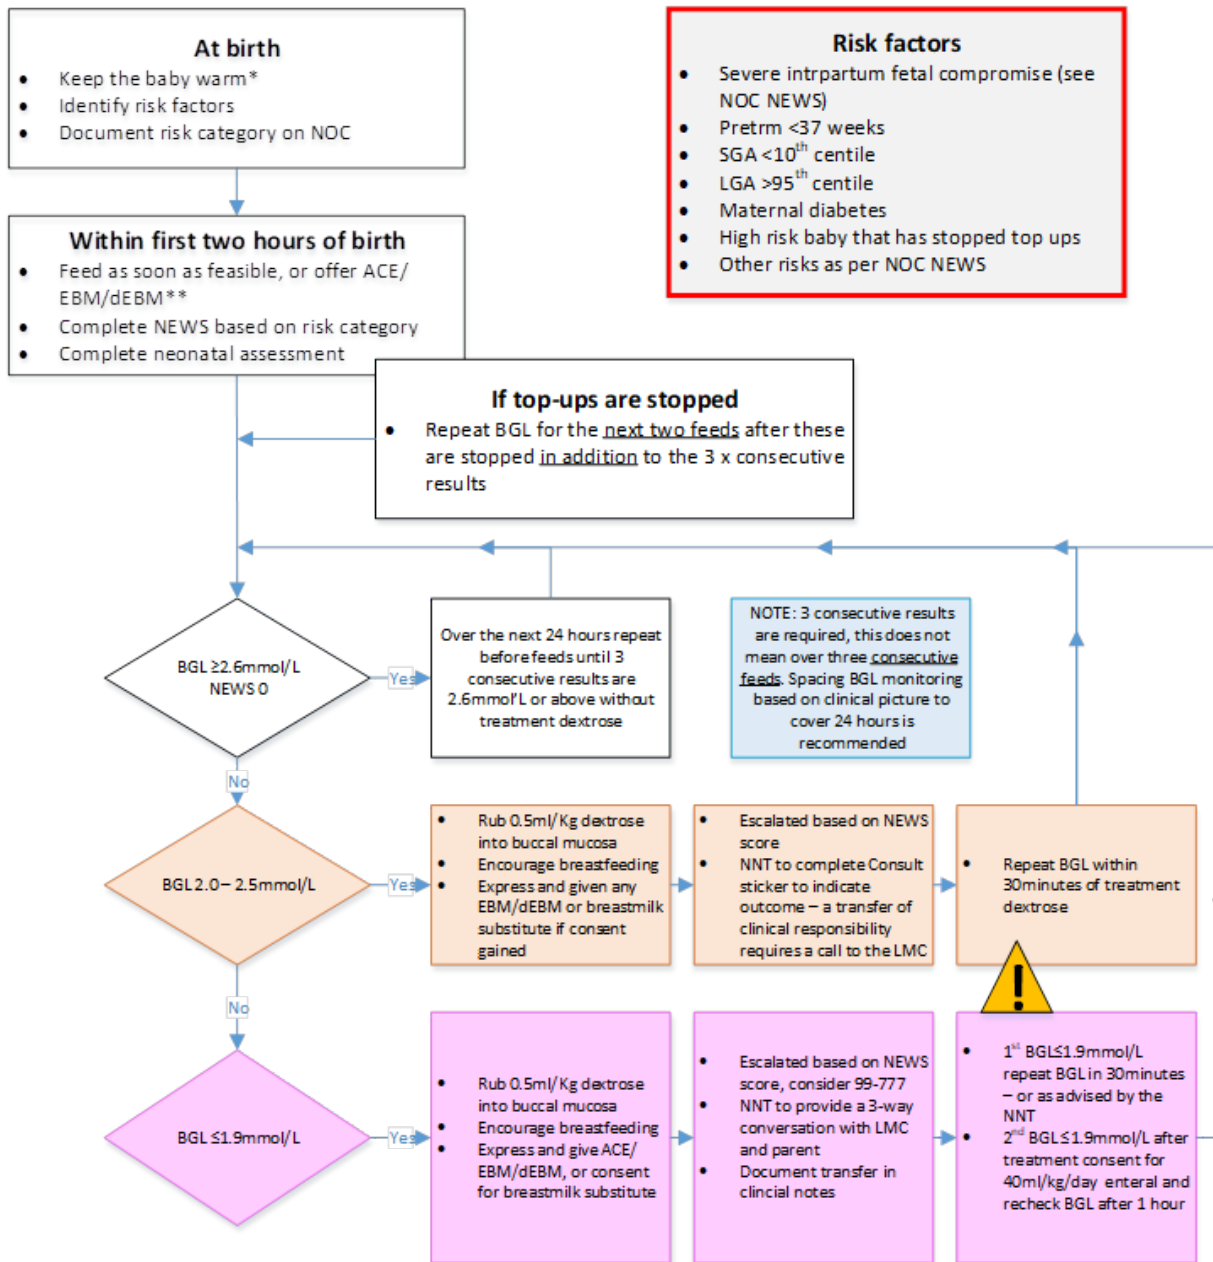 At birth
• Keep the baby warm*
• Identify risk factors
• Document risk category on NOC
Risk factors
• Severe intrpartum fetal compromise (see
NOC NEWS)
• Pretrm <37 weeks
• SGA <10th centile
• LGA >95th centile
• Maternal diabetes
• High risk baby that has stopped top ups
• Other risks as per NOC NEWS
Within first two hours of birth
• Feed as soon as feasible, or offer ACE/
EBM/dEBM**
• Complete NEWS based on risk category
• Complete neonatal assessment
If top-ups are stopped
• Repeat BGL for the next two feeds after these
are stopped in addition to the 3 x consecutive
results
BGL ≥2.6mmol/L
NEWS 0
Yes
Over the next 24 hours repeat
before feeds until 3
consecutive results are
2.6mmol'L or above without
treatment dextrose
NOTE: 3 consecutive results
are required, this does not
mean over three consecutive
feeds. Spacing BGL monitoring
based on clinical picture to
cover 24 hours is
recommended
No
BGL 2.0 – 2.5mmol/L
Yes
• Rub 0.5ml/Kg dextrose
into buccal mucosa
• Encourage breastfeeding
• Express and given any
EBM/dEBM or breastmilk
substitute if consent
gained
• Escalated based on NEWS
score
• NNT to complete Consult
sticker to indicate
outcome – a transfer of
clinical responsibility
requires a call to the LMC
• Repeat BGL within
30minutes of treatment
dextrose
!
No
BGL ≤1.9mmol/L
Yes
• Rub 0.5ml/Kg dextrose
into buccal mucosa
• Encourage breastfeeding
• Express and give ACE/
EBM/dEBM, or consent
for breastmilk substitute
• Escalated based on NEWS
score, consider 99-777
• NNT to provide a 3-way
conversation with LMC
and parent
• Document transfer in
clincial notes
• 1st BGL≤1.9mmol/L
repeat BGL in 30minutes
– or as advised by the
NNT
• 2nd BGL≤1.9mmol/L after
treatment consent for
40ml/kg/day enteral and
recheck BGL after 1 hour